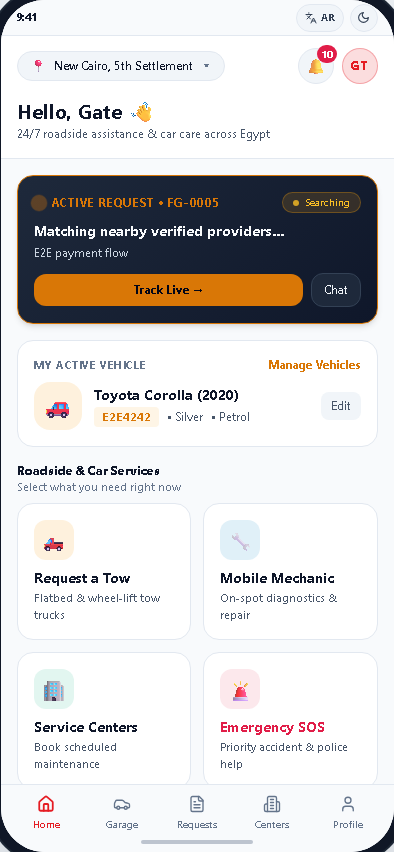 9:41
AR
New Cairo, 5th Settlement
10
GT
Hello, Gate
24/7 roadside assistance & car care across Egypt
ACTIVE REQUEST • FG-0005
Searching
Matching nearby verified providers...
E2E payment flow
Track Live →
Chat
MY ACTIVE VEHICLE
Manage Vehicles
Toyota Corolla (2020)
E2E4242 • Silver • Petrol
Edit
Roadside & Car Services
Select what you need right now
Request a Tow
Flatbed & wheel-lift tow
trucks
Mobile Mechanic
On-spot diagnostics &
repair
Service Centers
Book scheduled
maintenance
Emergency SOS
Priority accident & police
help
Home
Garage
Requests
Centers
Profile